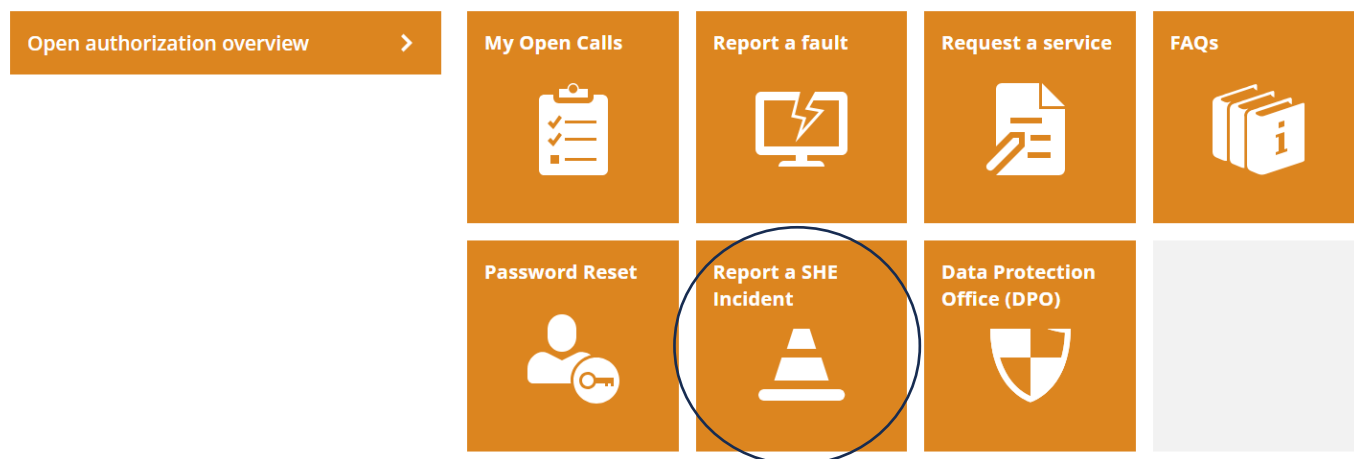 Open authorization overview
My Open Calls
Report a fault
Request a service
FAQs
i
Password Reset
Report a SHE
Incident
Data Protection
Office (DPO)